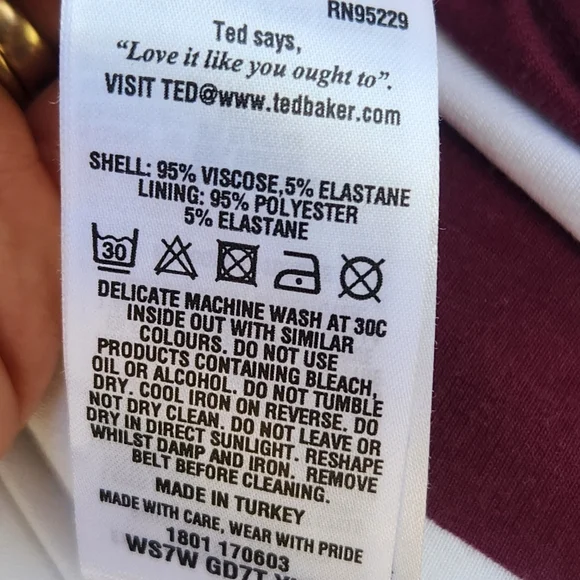 RN95229
Ted says,
“Love it like you ought to”.
VISIT TED@www.tedbaker.com
SHELL: 95% VISCOSE,5% ELASTANE
LINING: 95% POLYESTER
5% ELASTANE
30
DELICATE MACHINE WASH AT 30C
INSIDE OUT WITH SIMILAR
COLOURS. DO NOT USE
PRODUCTS CONTAINING BLEACH,
OIL OR ALCOHOL. DO NOT TUMBLE
DRY. COOL IRON ON REVERSE. DO
NOT DRY CLEAN. DO NOT LEAVE OR
DRY IN DIRECT SUNLIGHT. RESHAPE
WHILST DAMP AND IRON. REMOVE
BELT BEFORE CLEANING.
MADE IN TURKEY
MADE WITH CARE, WEAR WITH PRIDE
1801 170603
WS7W GD7T